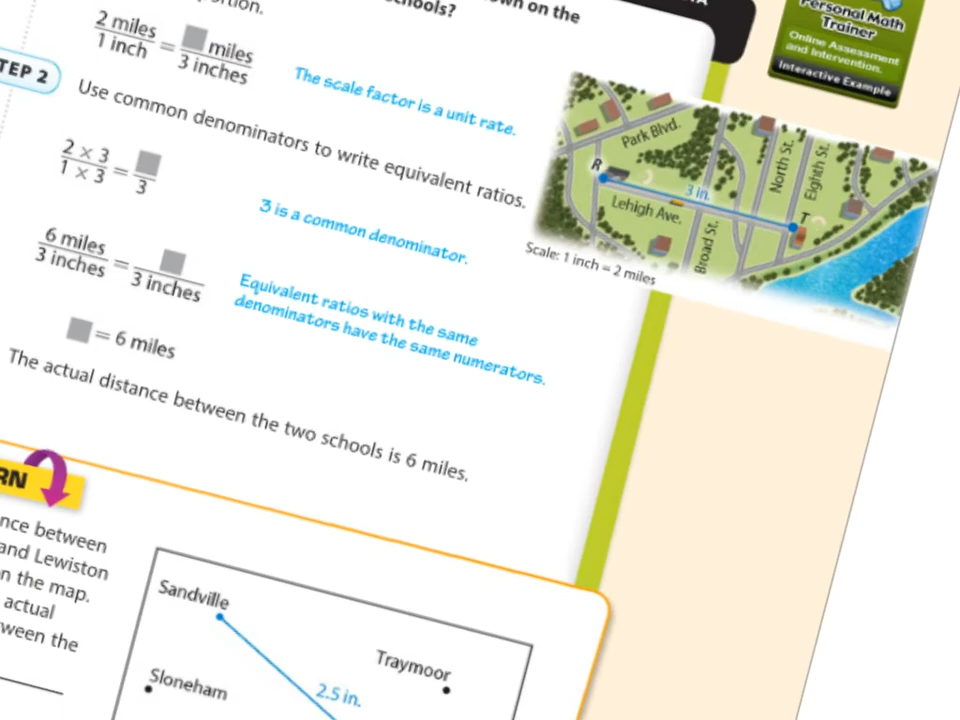 own on the
schools?
2 miles / 1 inch = miles / 3 inches
The scale factor is a unit rate.
TEP 2
Use common denominators to write equivalent ratios.
2 × 3 / 1 × 3 = / 3
3 is a common denominator.
6 miles / 3 inches = / 3 inches
Equivalent ratios with the same
denominators have the same numerators.
= 6 miles
The actual distance between the two schools is 6 miles.
Personal Math
Trainer
Online Assessment
and Intervention.
Interactive Example
Park Blvd.
R
3 in.
Lehigh Ave.
North St.
Eighth St.
T
Broad St.
Scale: 1 inch = 2 miles
RN
nce between
and Lewiston
n the map.
actual
tween the
Sandville
Traymoor
Sloneham
2.5 in.